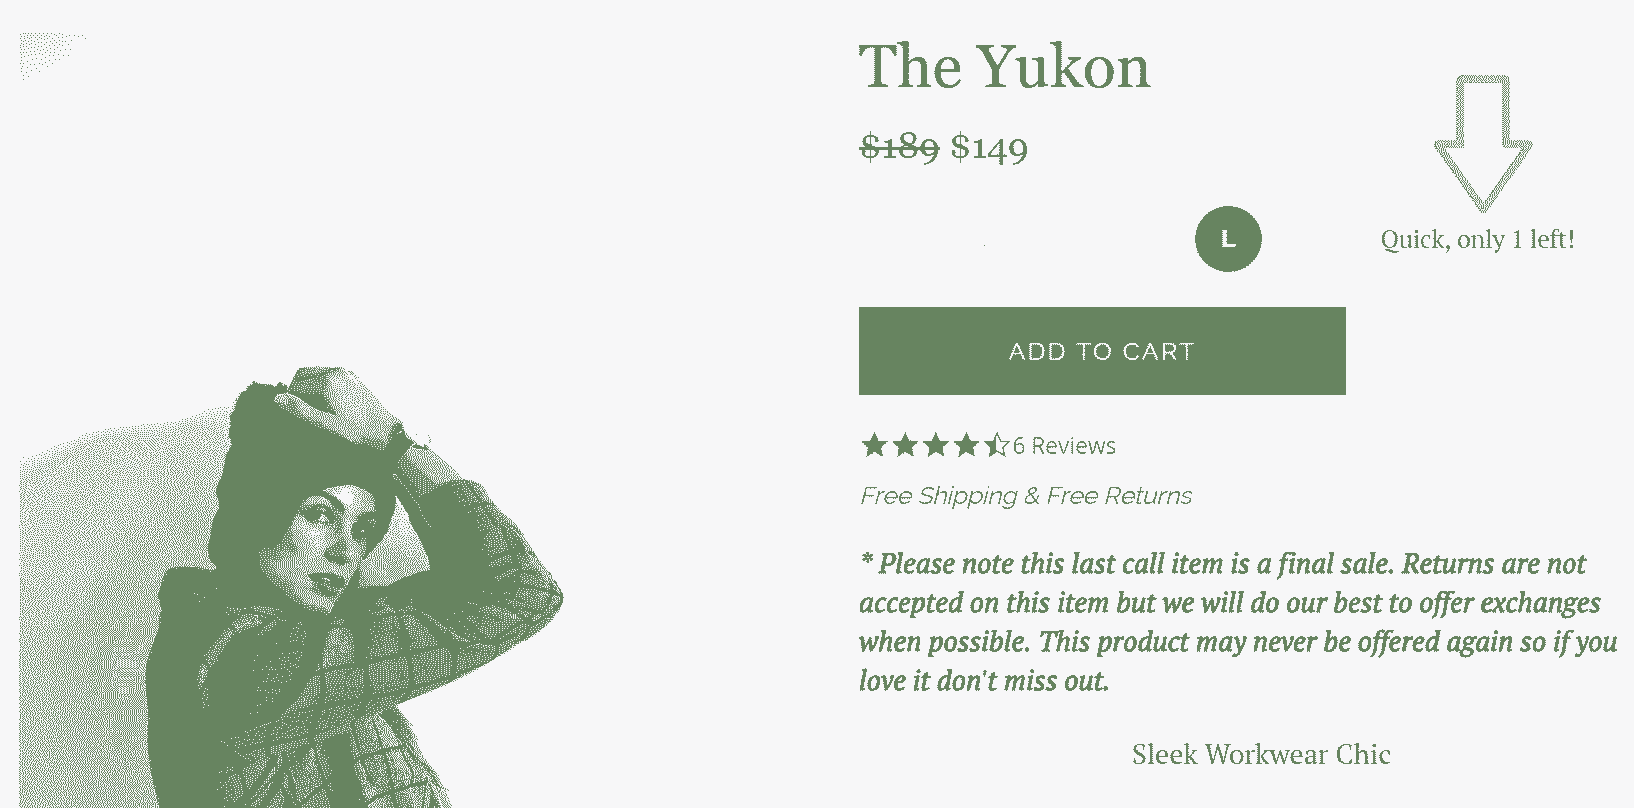 The Yukon
$189 $149
L
Quick, only 1 left!
ADD TO CART
6 Reviews
Free Shipping & Free Returns
* Please note this last call item is a final sale. Returns are not
accepted on this item but we will do our best to offer exchanges
when possible. This product may never be offered again so if you
love it don't miss out.
Sleek Workwear Chic